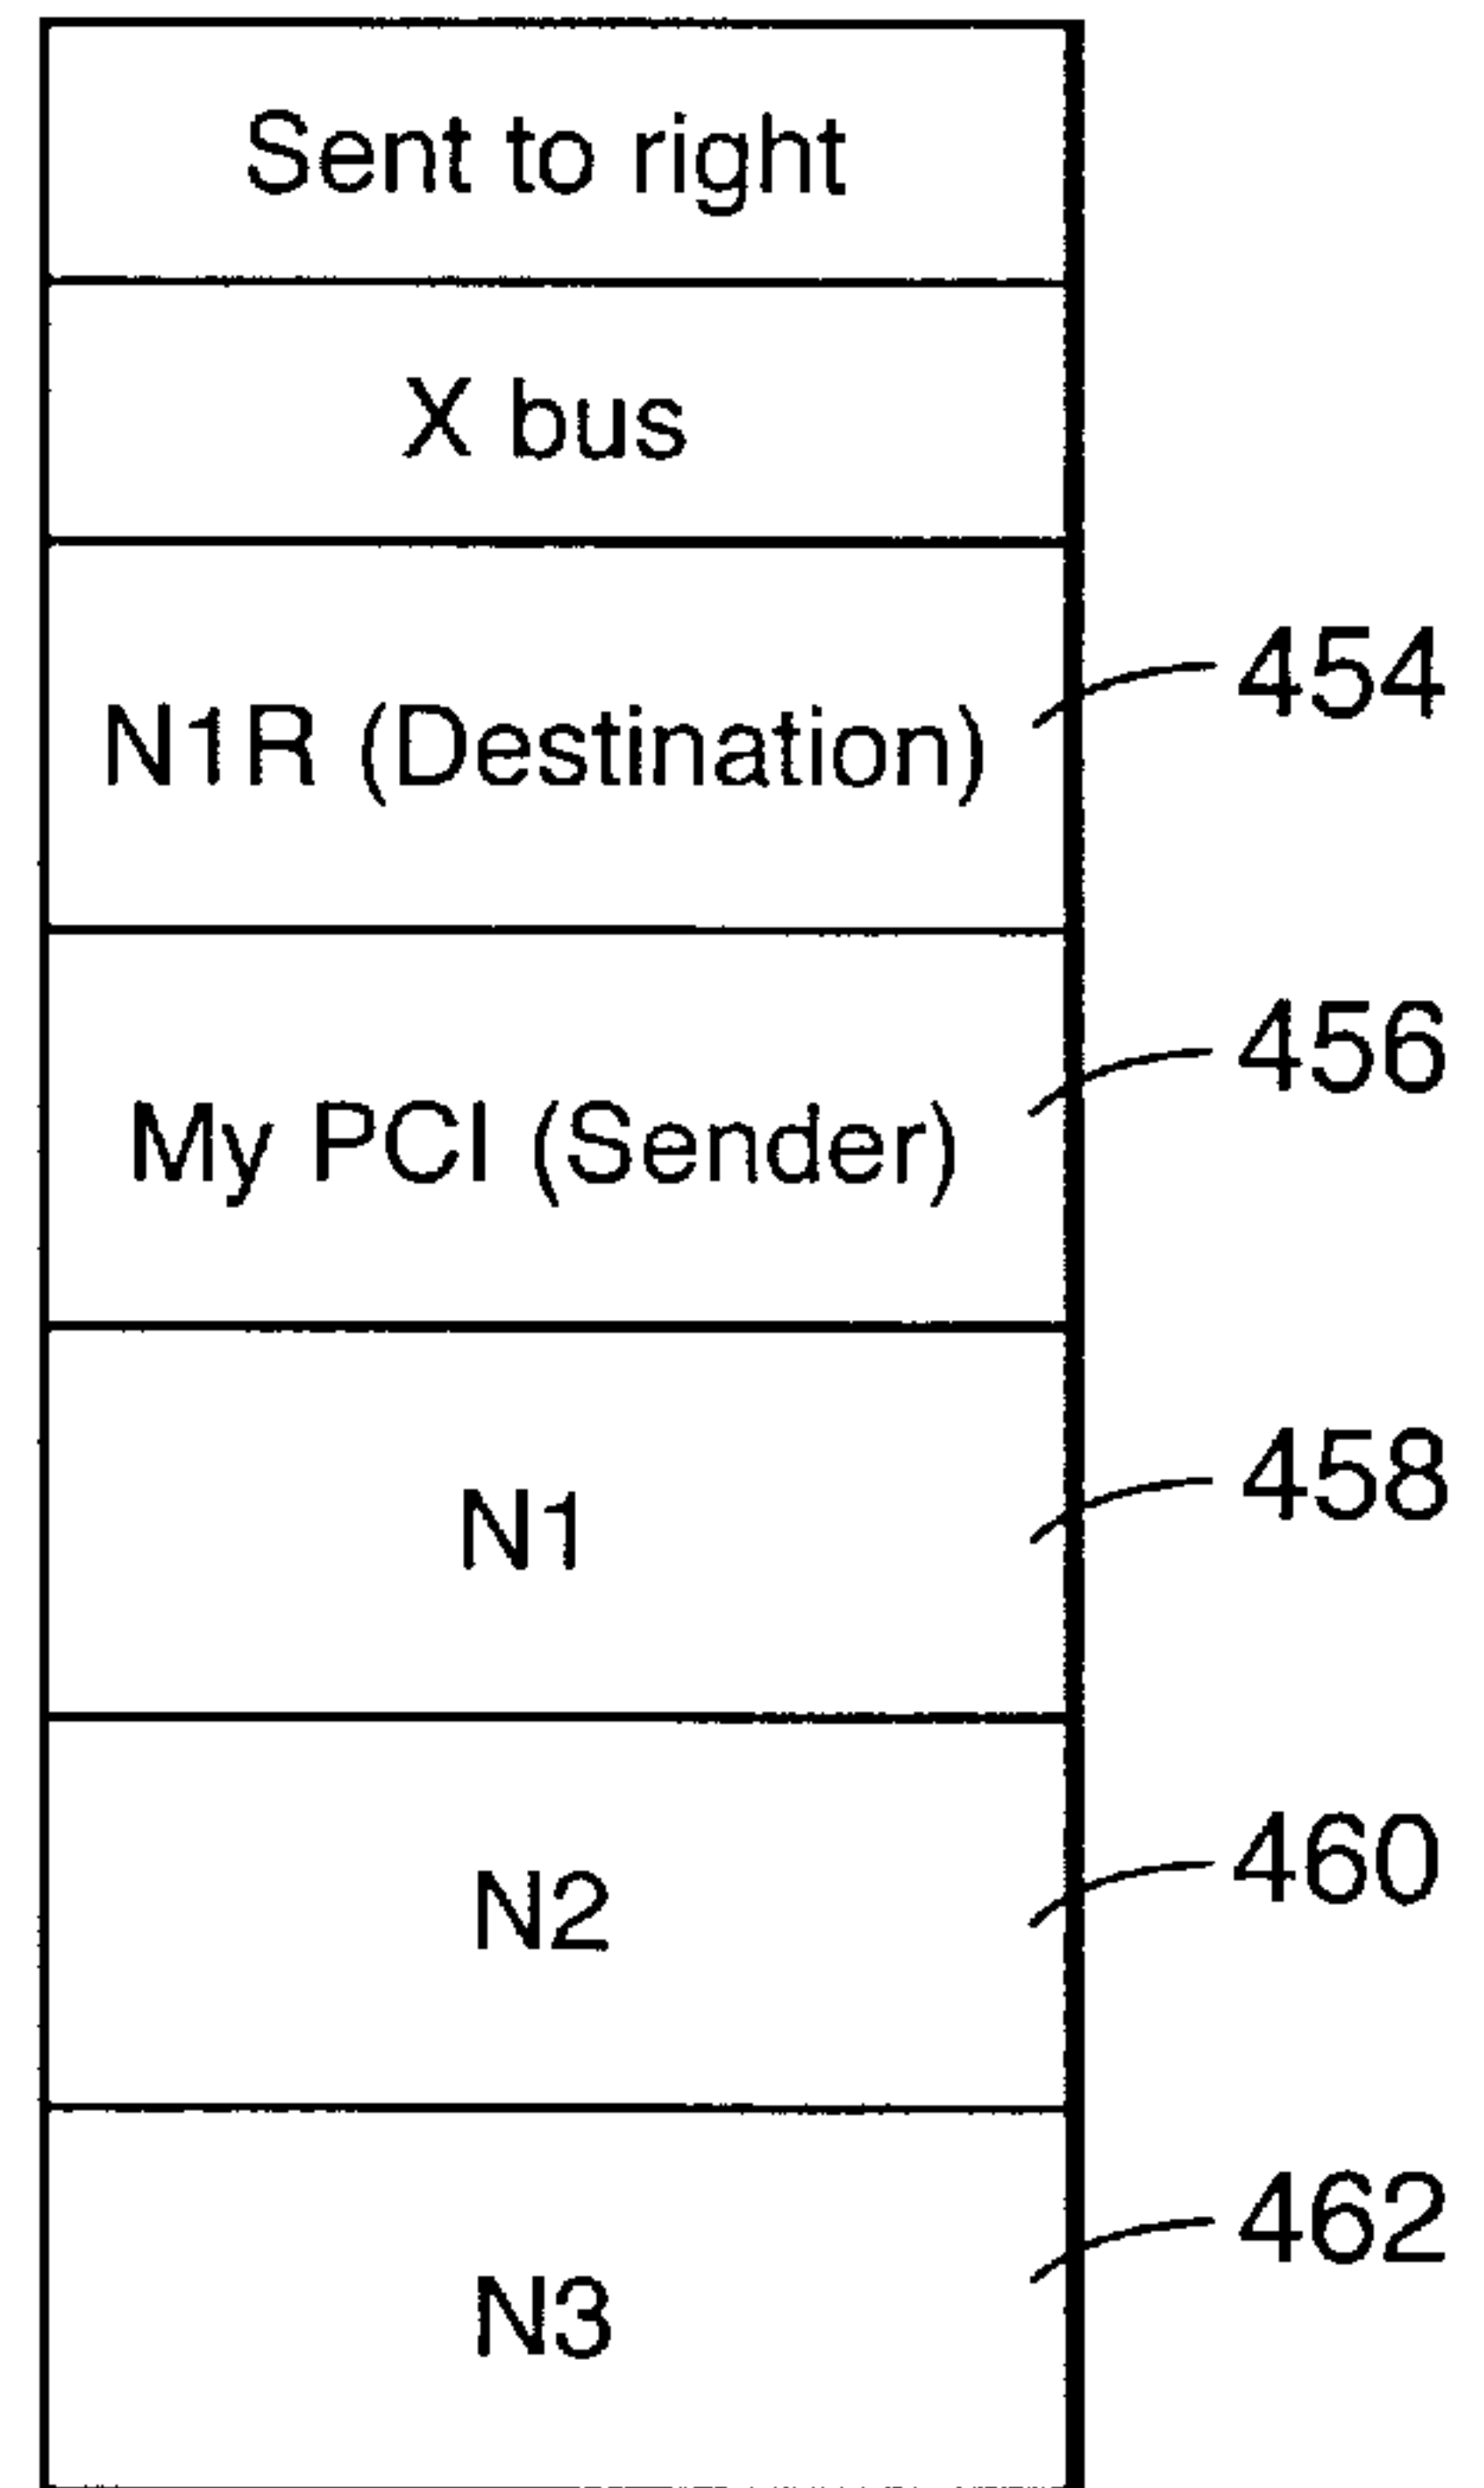 Sent to right
X bus
N1R (Destination)
454
My PCI (Sender)
456
N1
458
N2
460
N3
462